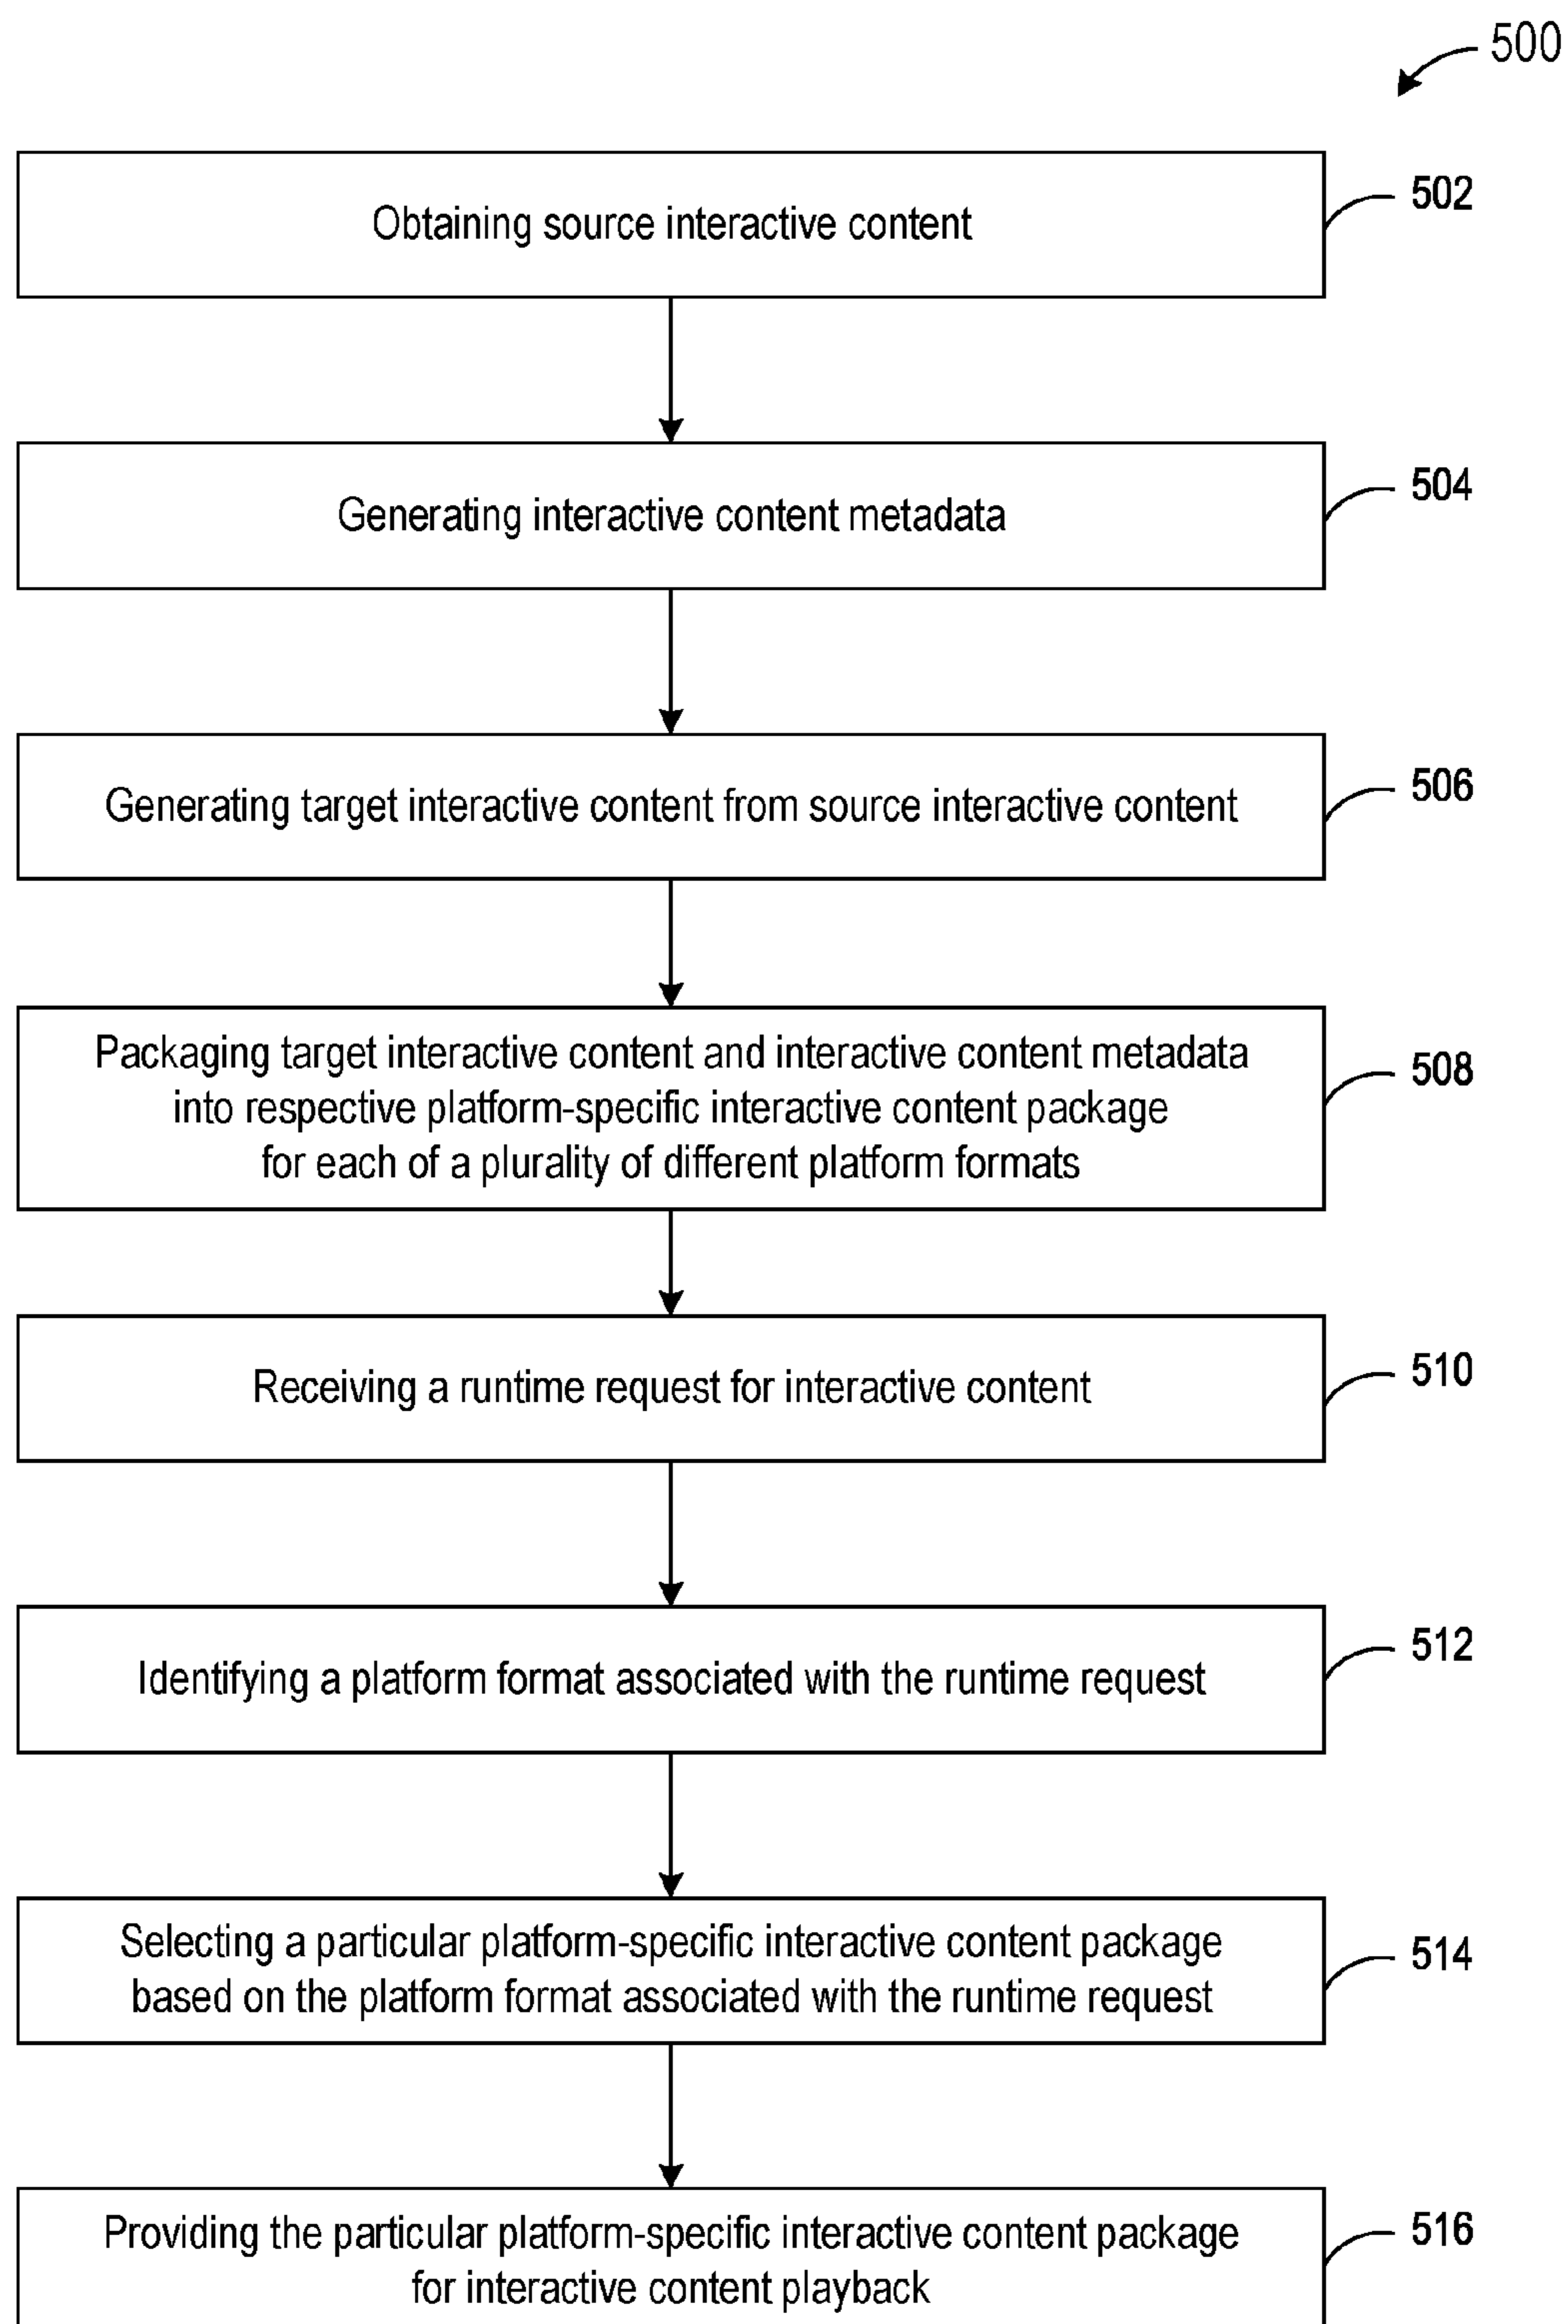 500
Obtaining source interactive content
502
Generating interactive content metadata
504
Generating target interactive content from source interactive content
506
Packaging target interactive content and interactive content metadata
into respective platform-specific interactive content package
for each of a plurality of different platform formats
508
Receiving a runtime request for interactive content
510
Identifying a platform format associated with the runtime request
512
Selecting a particular platform-specific interactive content package
based on the platform format associated with the runtime request
514
Providing the particular platform-specific interactive content package
for interactive content playback
516